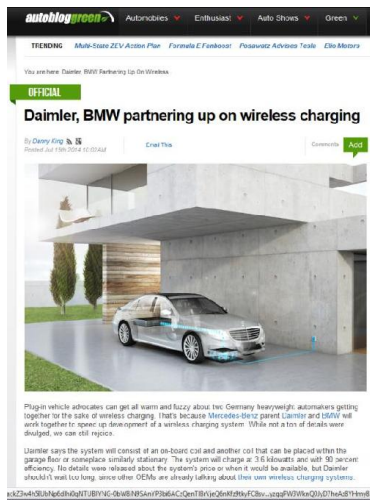 autobloggreen
Automobiles Enthusiast Auto Shows Green
TRENDING Multi-State ZEV Action Plan Formula E Fanboost Posawatz Advises Tesla Elio Motors
You are here: Daimler, BMW Partnering Up On Wireless
OFFICIAL
Daimler, BMW partnering up on wireless charging
By Danny King
Posted Jul 15th 2014 10:03AM
Email This
Comments Add
Plug-in vehicle advocates can get all warm and fuzzy about two Germany heavyweight automakers getting
together for the sake of wireless charging. That's because Mercedes-Benz parent Daimler and BMW will
work together to speed up development of a wireless charging system. While not a ton of details were
divulged, we can still rejoice.
Daimler says the system will consist of an on-board coil and another coil that can be placed within the
garage floor or someplace similarly stationary. The system will charge at 3.6 kilowatts and with 90 percent
efficiency. No details were released about the system's price or when it would be available, but Daimler
shouldn't wait too long, since other OEMs are already talking about their own wireless charging systems.